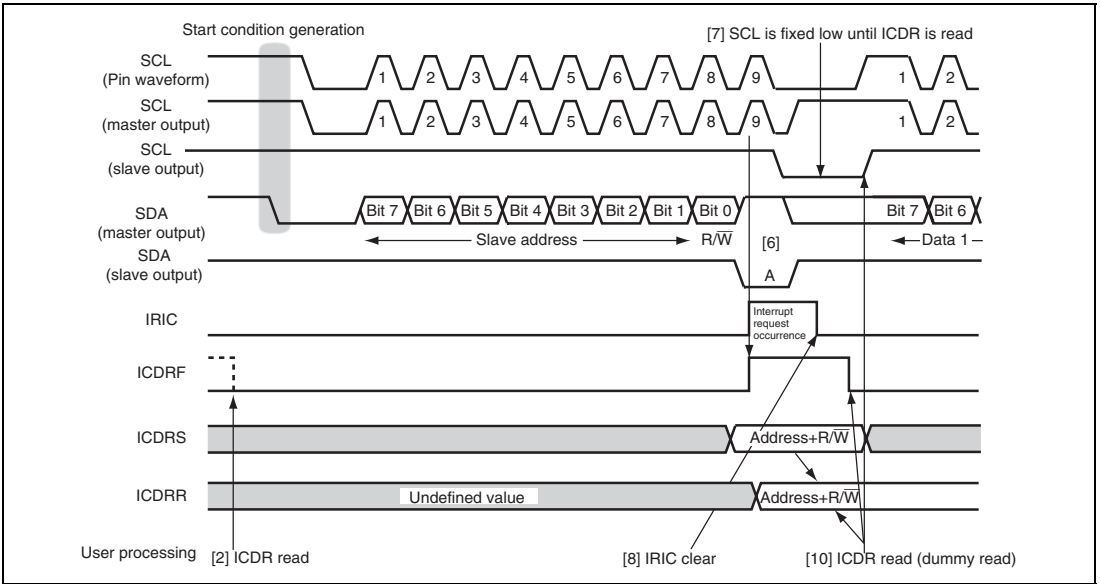 Start condition generation
[7] SCL is fixed low until ICDR is read
SCL
(Pin waveform)
1 2 3 4 5 6 7 8 9 1 2
SCL
(master output)
1 2 3 4 5 6 7 8 9 1 2
SCL
(slave output)
SDA
(master output)
Bit 7 Bit 6 Bit 5 Bit 4 Bit 3 Bit 2 Bit 1 Bit 0 Bit 7 Bit 6
Slave address R/W̅ [6] Data 1
SDA
(slave output)
A
IRIC
Interrupt
request
occurrence
ICDRF
ICDRS
Address+R/W̅
ICDRR
Undefined value
Address+R/W̅
User processing
[2] ICDR read
[8] IRIC clear
[10] ICDR read (dummy read)